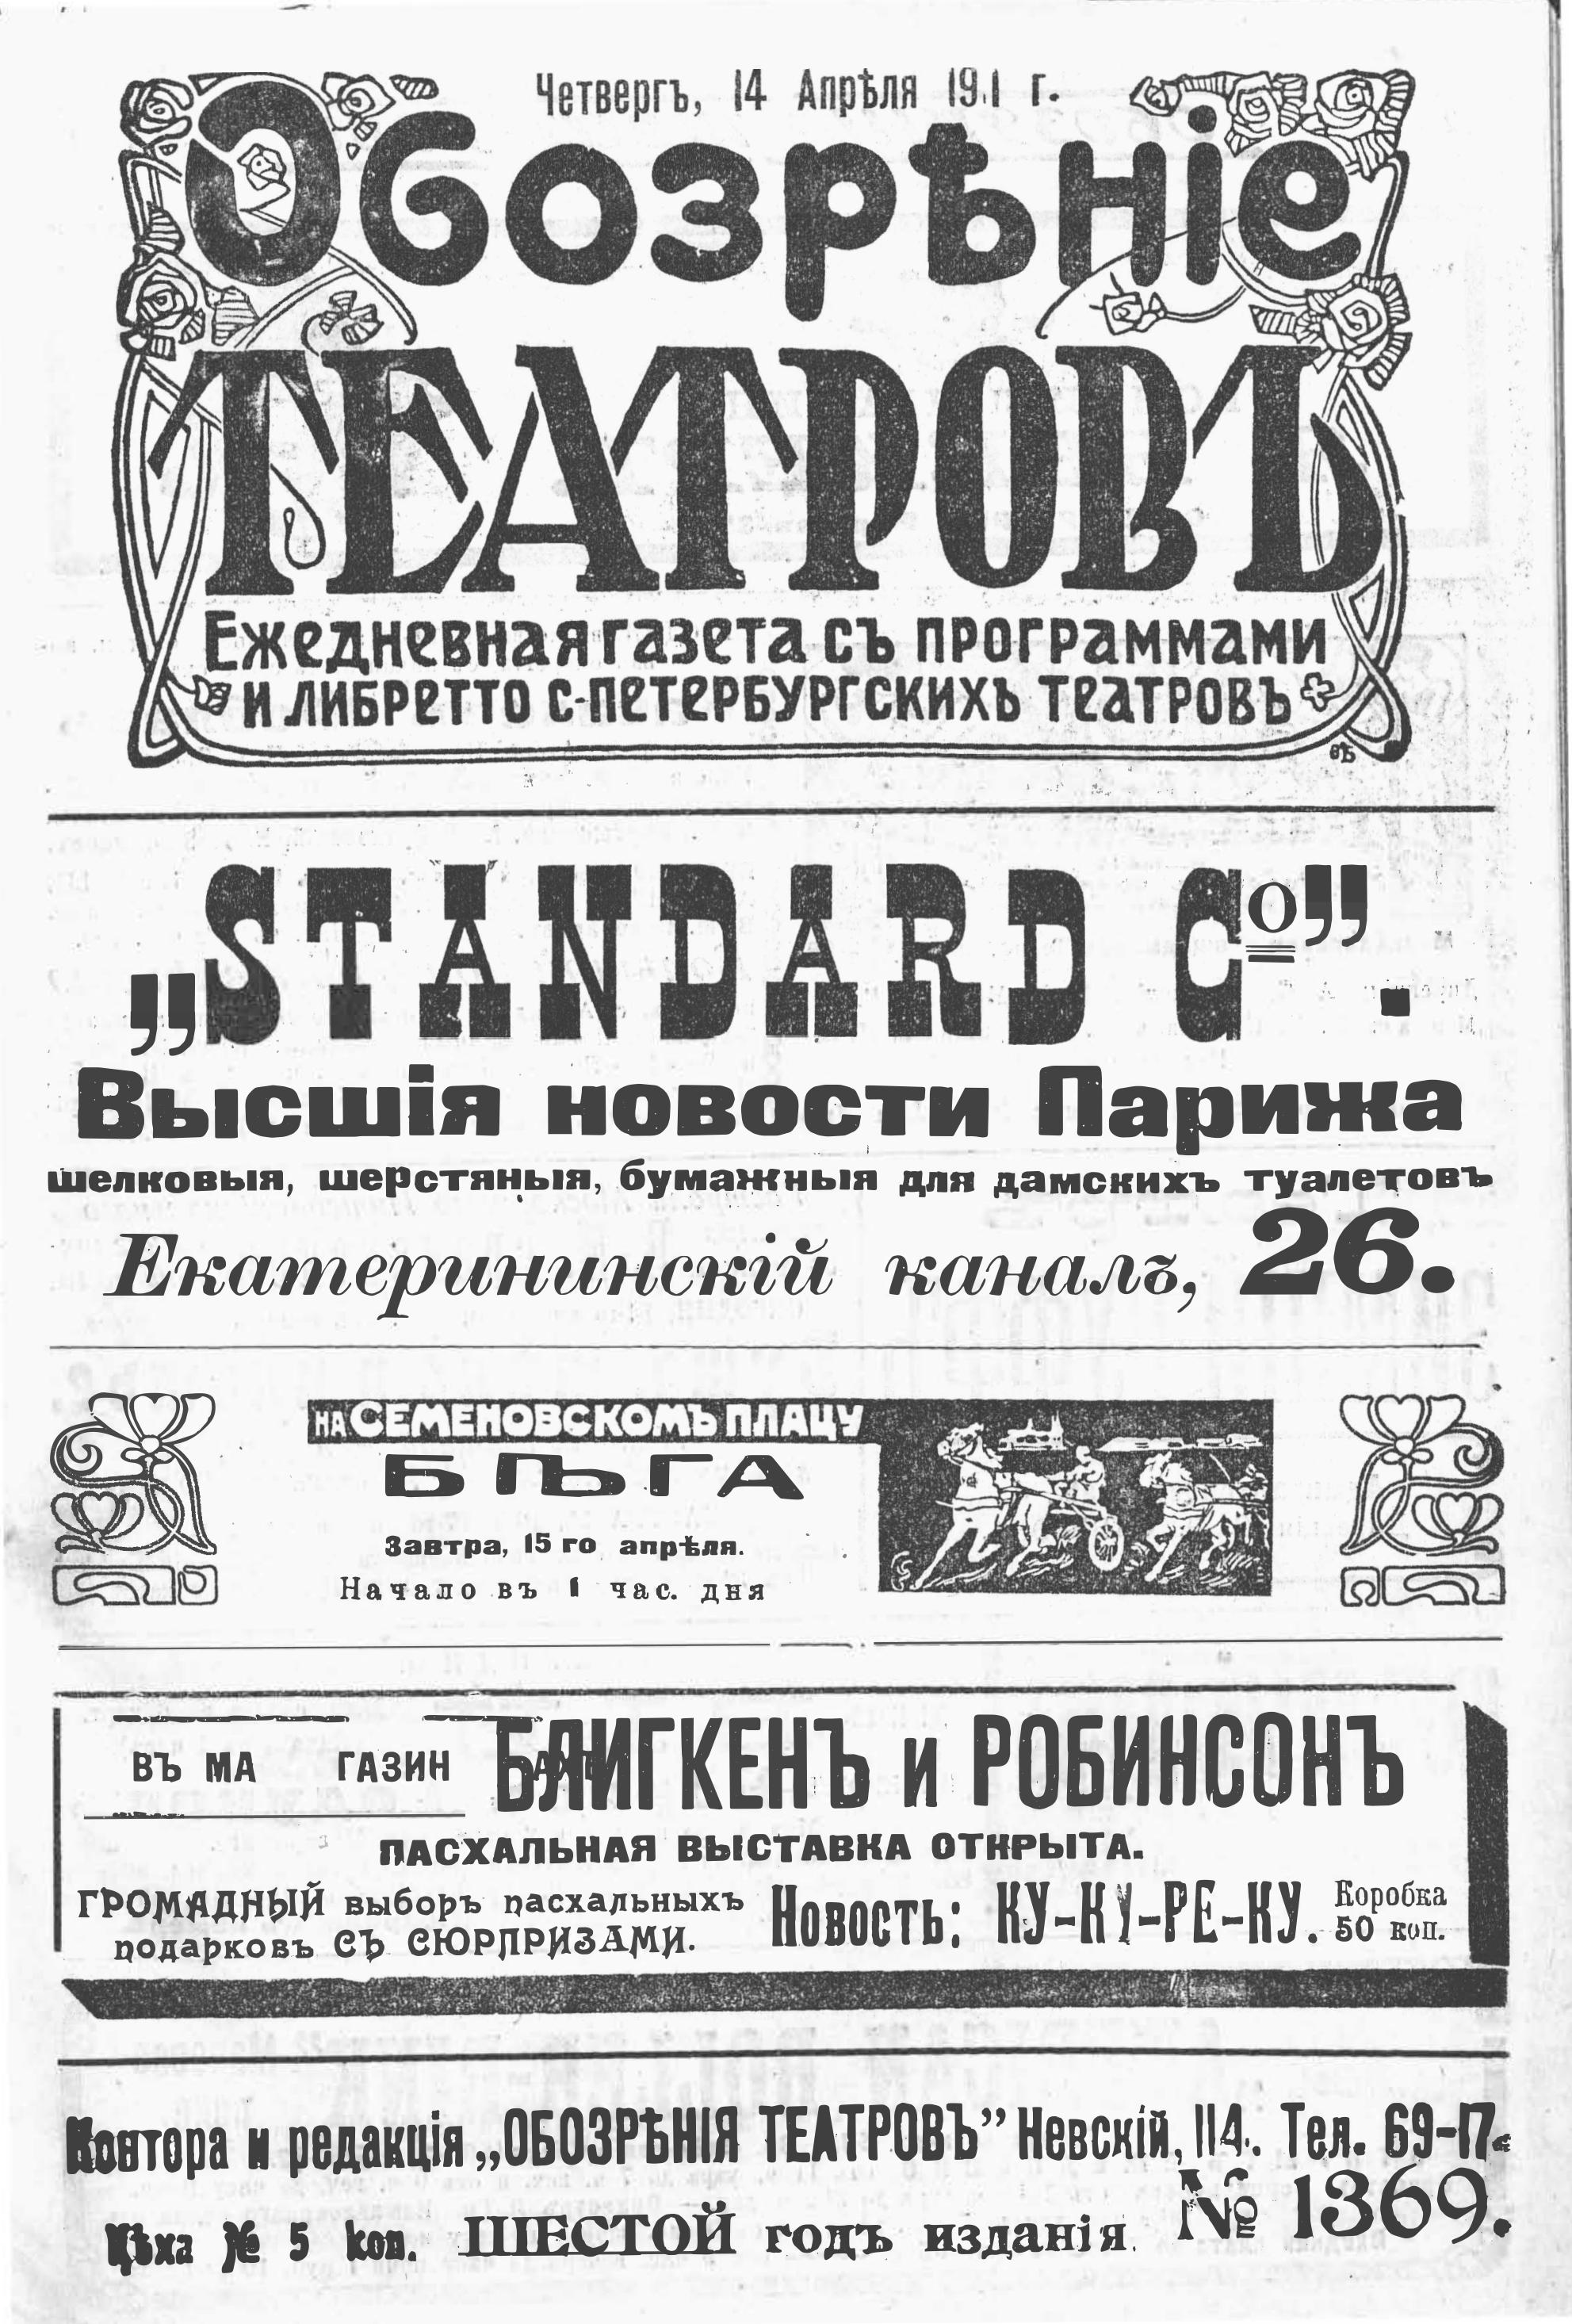 Четвергъ, 14 Апрѣля 1911 г.
Обозрѣніе
ТЕАТРОВЪ
Ежедневная газета съ программами
и либретто С-Петербургскихъ театровъ
„STANDARD Cº”.
Высшія новости Парижа
шелковыя, шерстяныя, бумажныя для дамскихъ туалетовъ
Екатерининскій каналъ, 26.
НА СЕМЕНОВСКОМЪ ПЛАЦУ
БѢГА
Завтра, 15 го апрѣля.
Начало въ 1 час. дня
ВЪ МАГАЗИНАХЪ БЛИГКЕНЪ и РОБИНСОНЪ
ПАСХАЛЬНАЯ ВЫСТАВКА ОТКРЫТА.
ГРОМАДНЫЙ выборъ пасхальныхъ
подарковъ СЪ СЮРПРИЗАМИ.
Новость: КУ-КУ-РЕ-КУ. Коробка
50 коп.
Контора и редакція „ОБОЗРѢНІЯ ТЕАТРОВЪ” Невскій, 114. Тел. 69-17.
Цѣна № 5 коп. ШЕСТОЙ годъ изданія. № 1369.